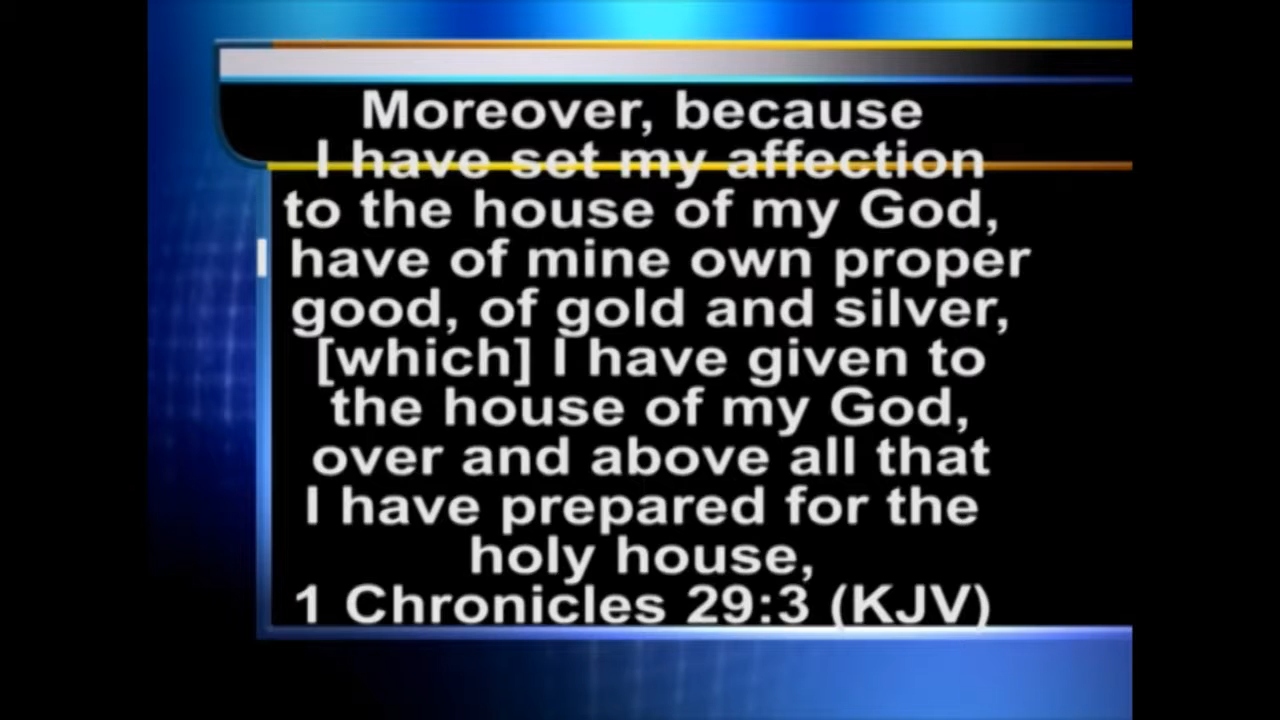 Moreover, because
I have set my affection
to the house of my God,
I have of mine own proper
good, of gold and silver,
[which] I have given to
the house of my God,
over and above all that
I have prepared for the
holy house,
1 Chronicles 29:3 (KJV)